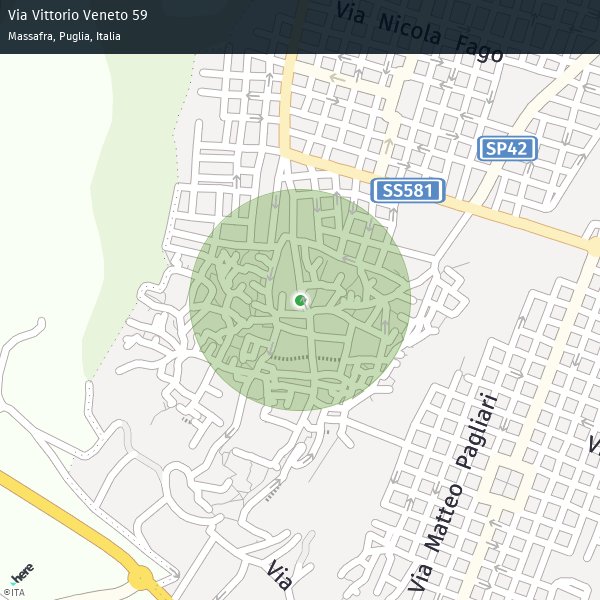 Via Vittorio Veneto 59
Massafra, Puglia, Italia
Via Nicola Fago
SP42
SS581
Via Matteo Pagliari
Via
here
©ITA